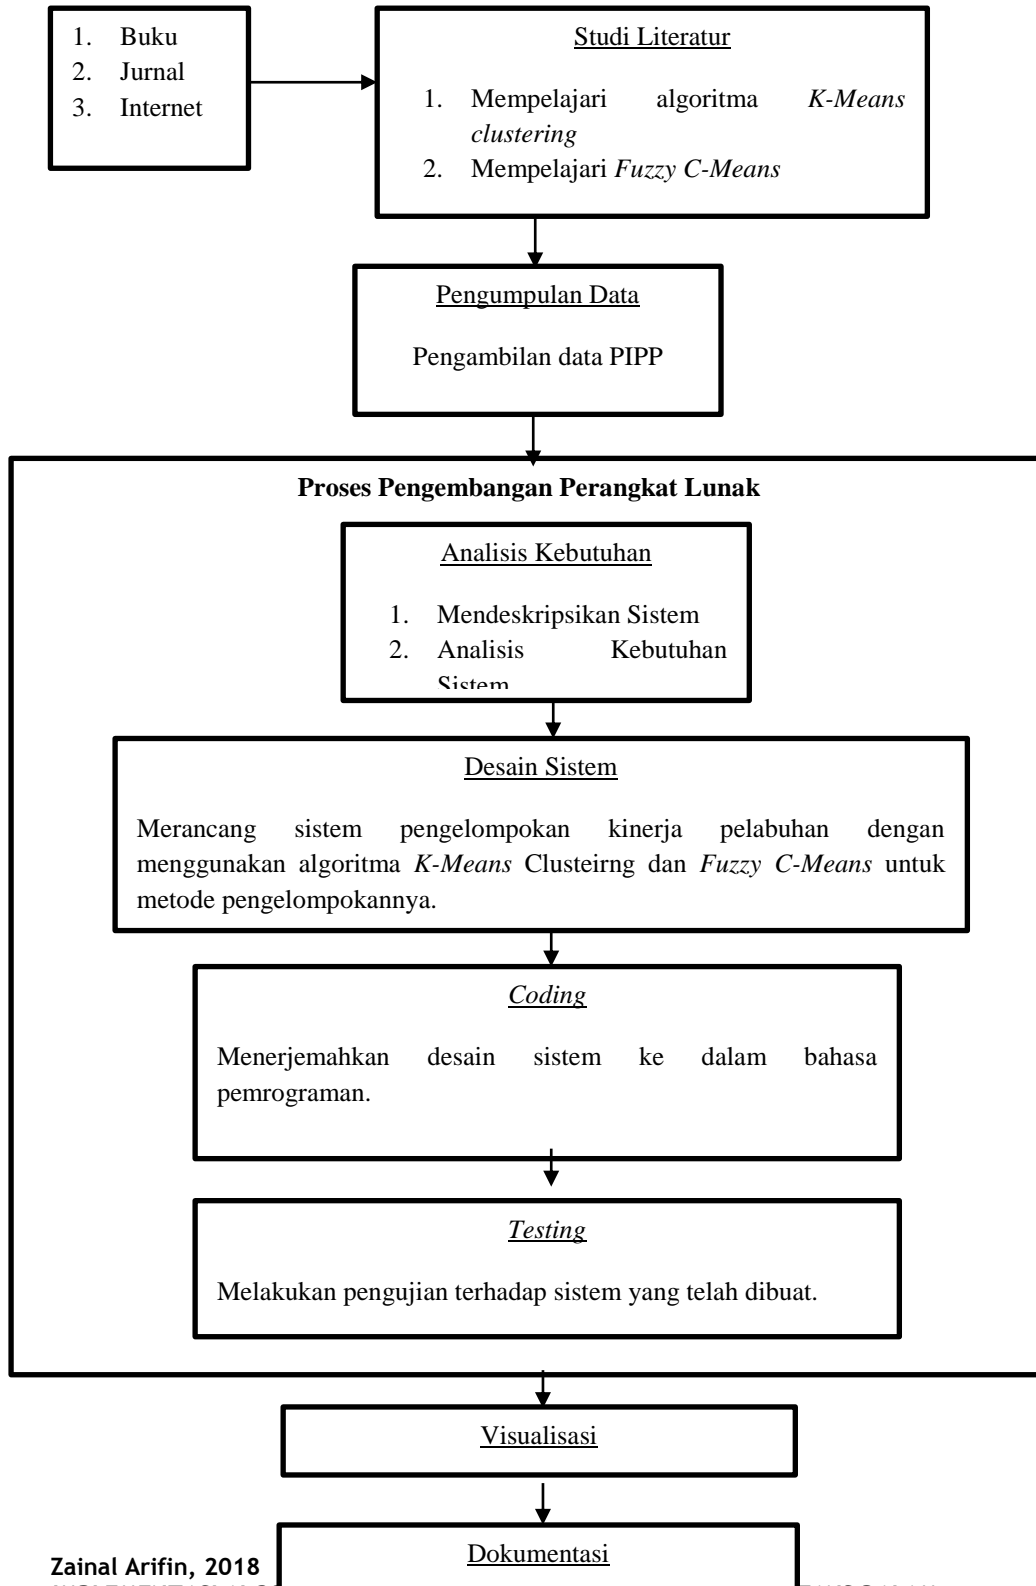 1. Buku
2. Jurnal
3. Internet
Studi Literatur
1. Mempelajari algoritma K-Means
clustering
2. Mempelajari Fuzzy C-Means
Pengumpulan Data
Pengambilan data PIPP
Proses Pengembangan Perangkat Lunak
Analisis Kebutuhan
1. Mendeskripsikan Sistem
2. Analisis Kebutuhan
Sistem
Desain Sistem
Merancang sistem pengelompokan kinerja pelabuhan dengan
menggunakan algoritma K-Means Clusteirng dan Fuzzy C-Means untuk
metode pengelompokannya.
Coding
Menerjemahkan desain sistem ke dalam bahasa
pemrograman.
Testing
Melakukan pengujian terhadap sistem yang telah dibuat.
Visualisasi
Dokumentasi
Zainal Arifin, 2018